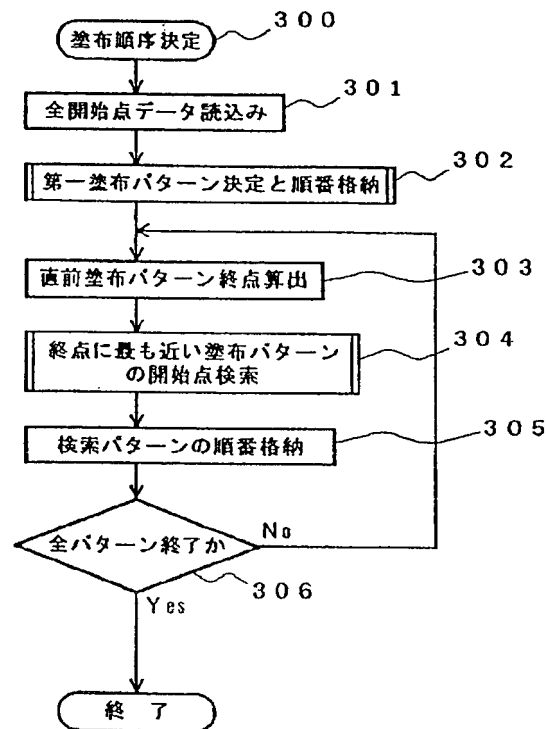 塗布順序決定
300
全開始点データ読込み
301
第一塗布パターン決定と順番格納
302
直前塗布パターン終点算出
303
終点に最も近い塗布パターン
の開始点検索
304
検索パターンの順番格納
305
全パターン終了か
No
306
Yes
終了